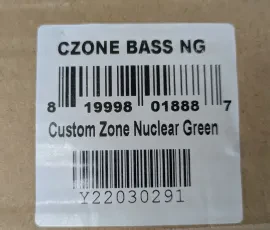 CZONE BASS NG
8 19998 01888 7
Custom Zone Nuclear Green
Y22030291